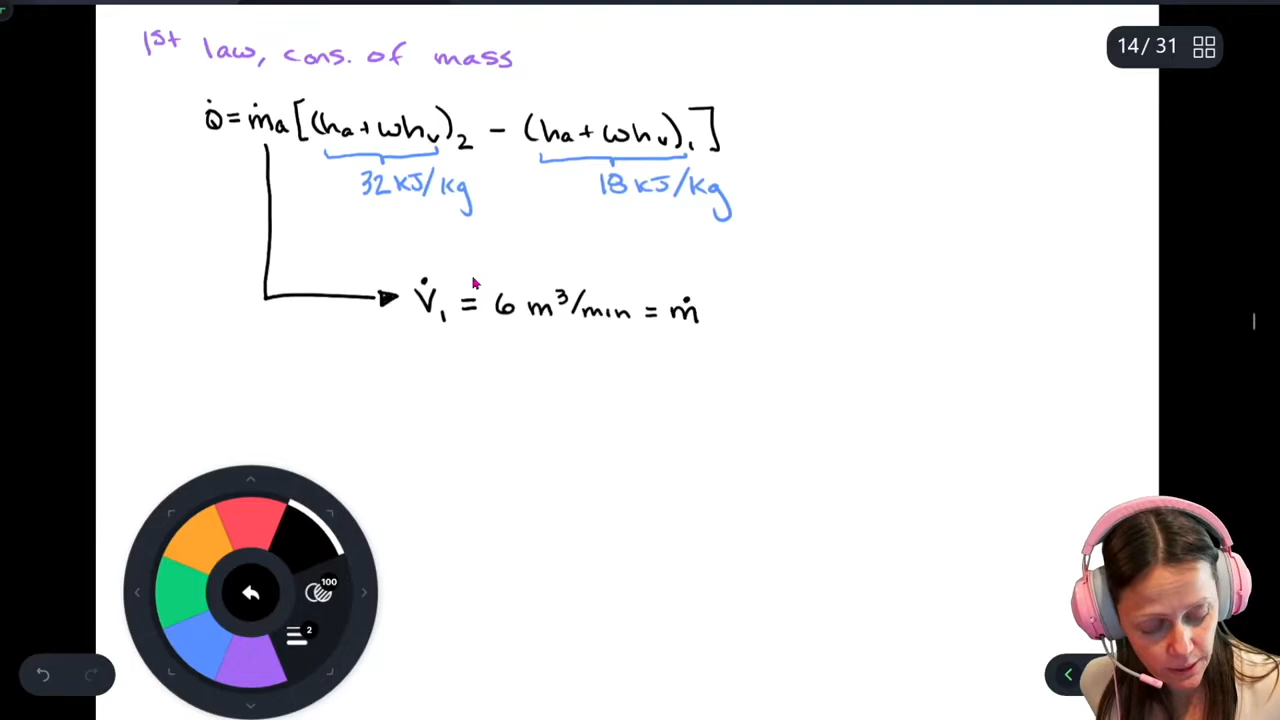 1st law, cons. of mass
14/31
Q̇ = ṁa[(ha+ωhv)2 - (ha+ωhv)1]
32 kJ/kg 18 kJ/kg
V̇1 = 6 m³/min = ṁ
100
2